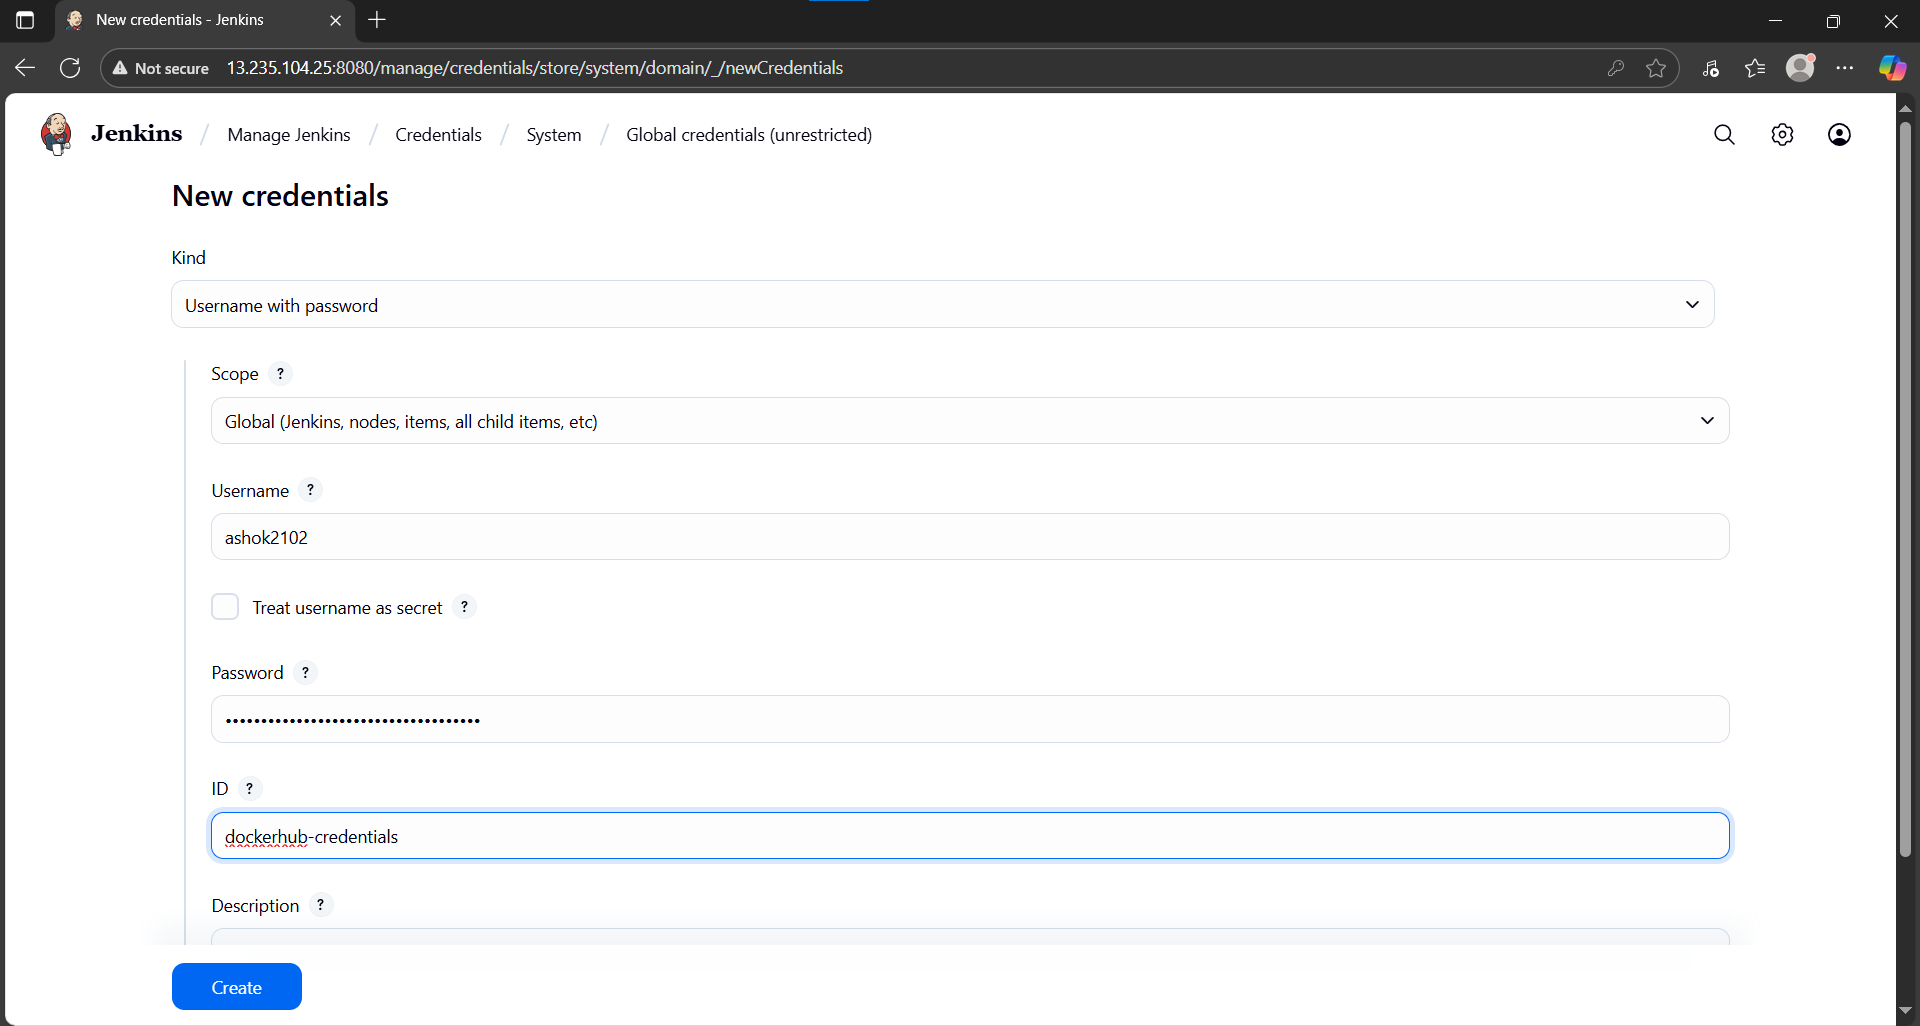 New credentials - Jenkins
Not secure 13.235.104.25:8080/manage/credentials/store/system/domain/_/newCredentials
Jenkins / Manage Jenkins / Credentials / System / Global credentials (unrestricted)
New credentials
Kind
Username with password
Scope ?
Global (Jenkins, nodes, items, all child items, etc)
Username ?
ashok2102
Treat username as secret ?
Password ?
••••••••••••••••••••••••••••••••••••
ID ?
dockerhub-credentials
Description ?
Create